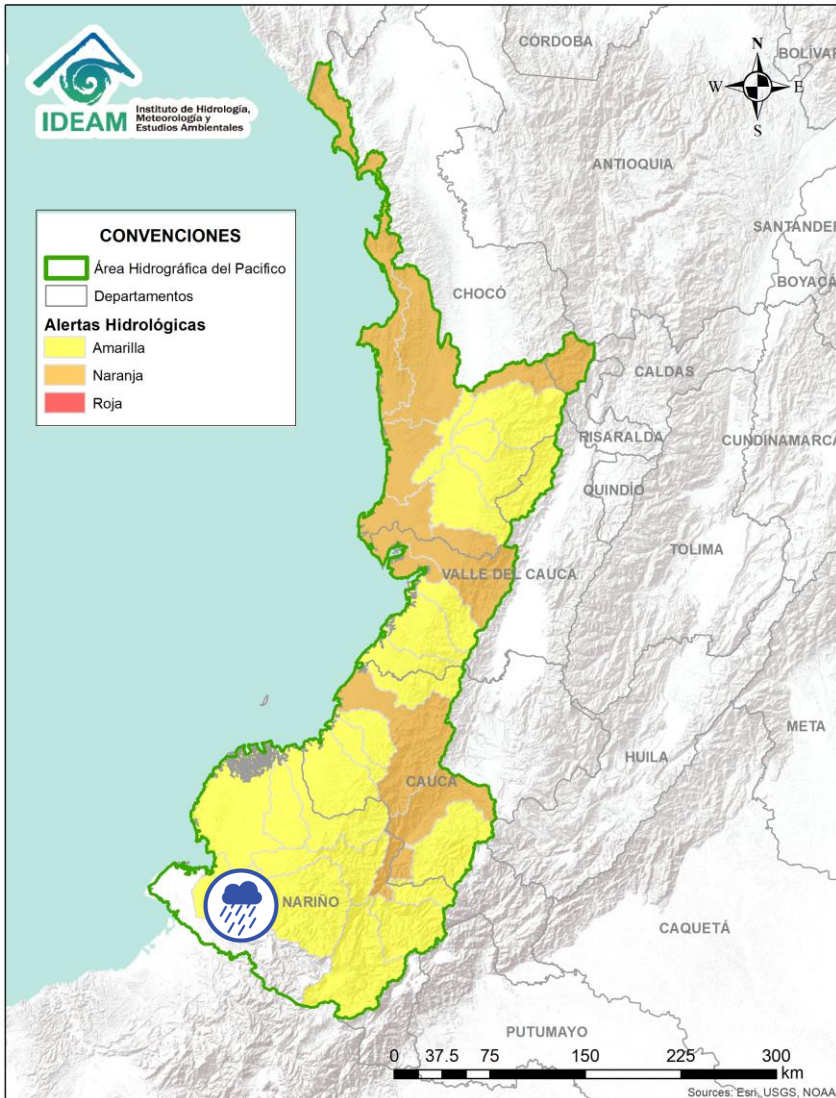 IDEAM
Instituto de Hidrología,
Meteorología y
Estudios Ambientales
CÓRDOBA
BOLÍVAR
N
W E
S
ANTIOQUIA
SANTANDER
BOYACÁ
CONVENCIONES
Área Hidrográfica del Pacifico
Departamentos
Alertas Hidrológicas
Amarilla
Naranja
Roja
CHOCÓ
CALDAS
RISARALDA
CUNDINAMARCA
QUINDÍO
TOLIMA
VALLE DEL CAUCA
META
HUILA
CAUCA
NARIÑO
CAQUETÁ
PUTUMAYO
0 37.5 75 150 225 300
km
Sources: Esri, USGS, NOAA